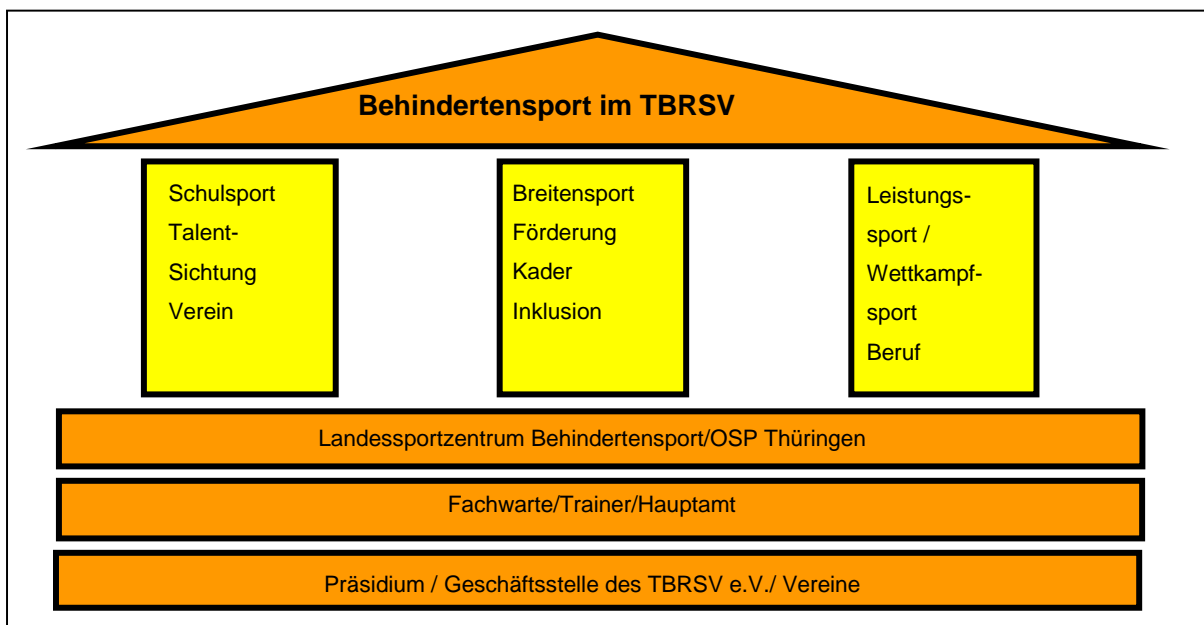 Behindertensport im TBRSV
Schulsport
Talent-
Sichtung
Verein
Breitensport
Förderung
Kader
Inklusion
Leistungs-
sport /
Wettkampf-
sport
Beruf
Landessportzentrum Behindertensport/OSP Thüringen
Fachwarte/Trainer/Hauptamt
Präsidium / Geschäftsstelle des TBRSV e.V./ Vereine